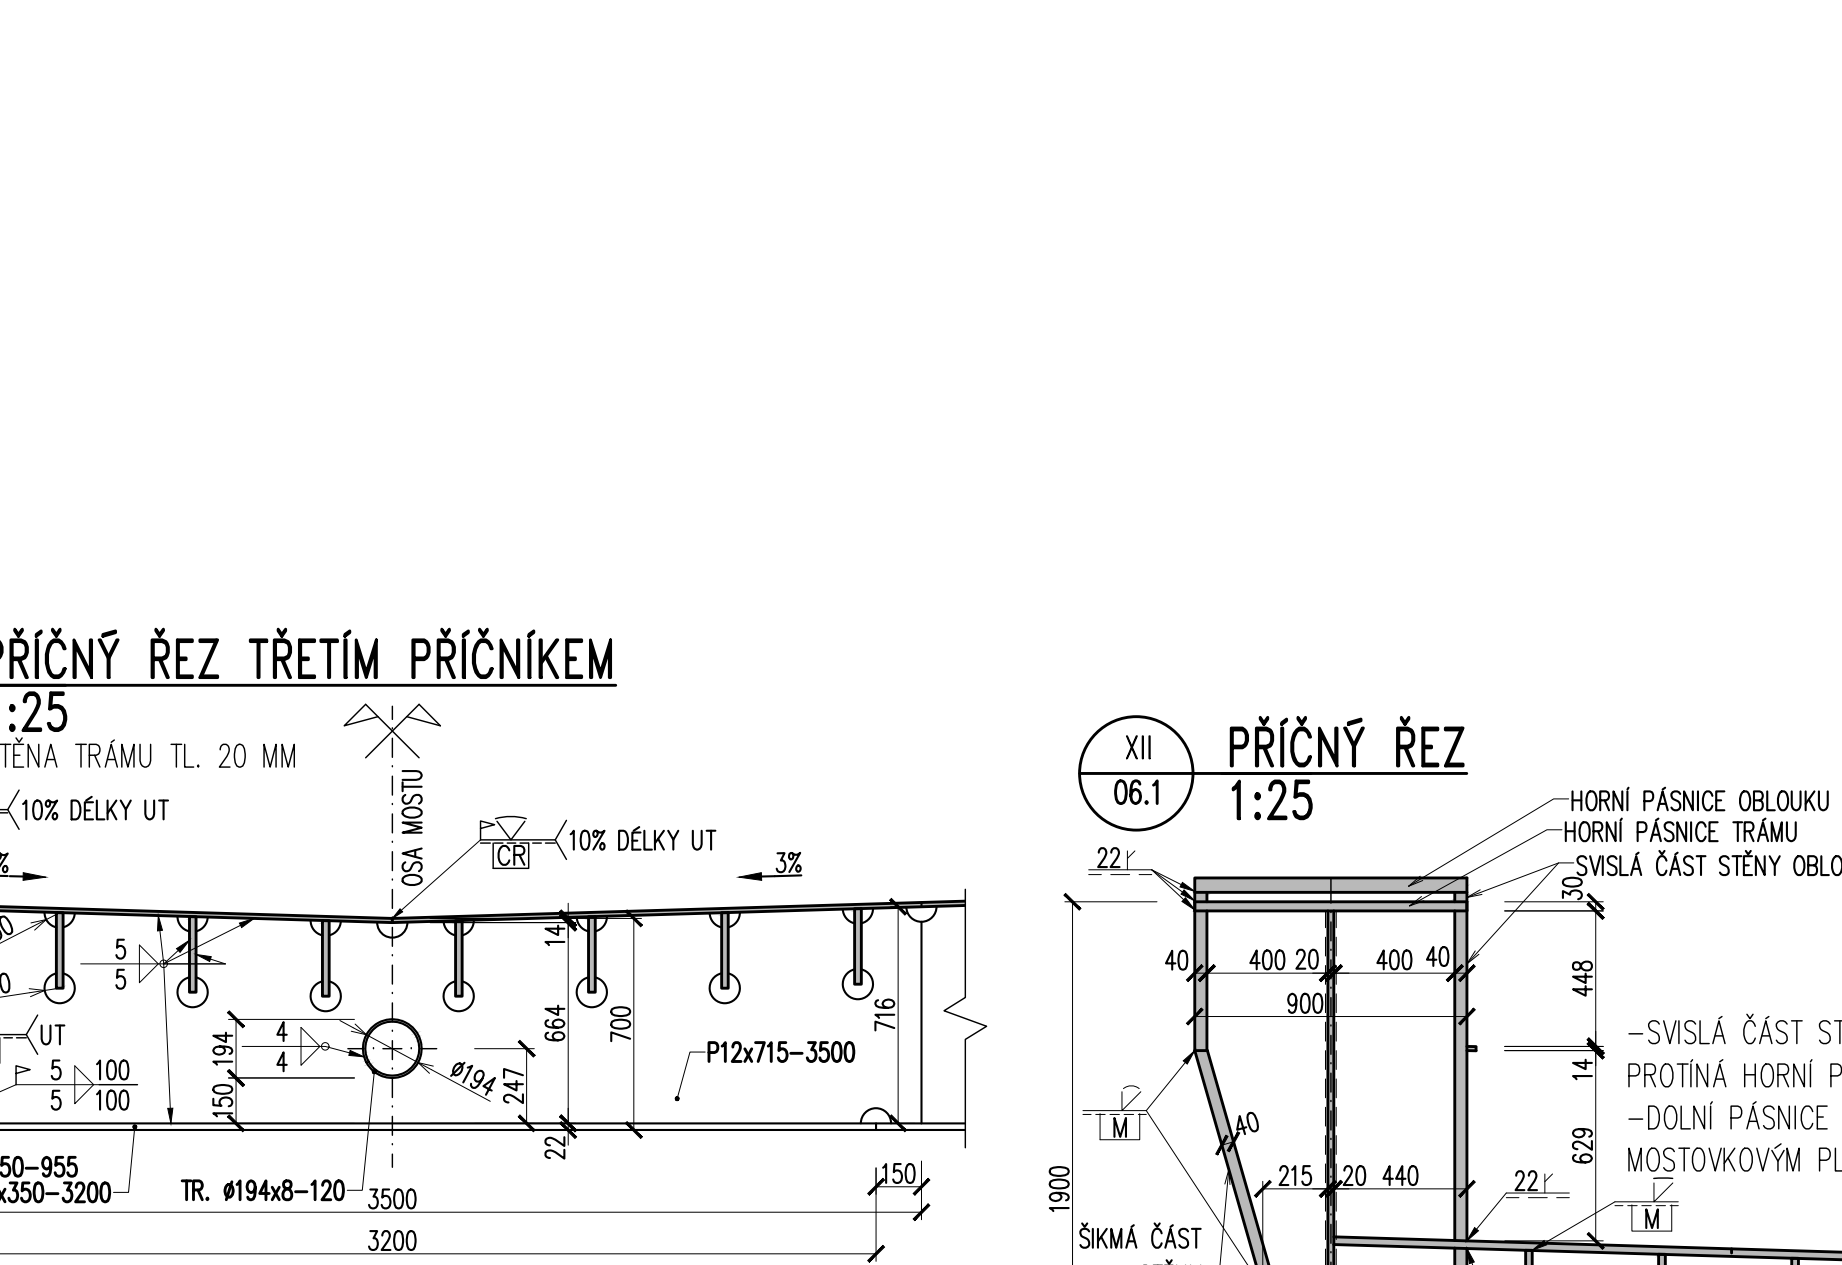 PŘÍČNÝ ŘEZ TŘETÍM PŘÍČNÍKEM
:25
TĚNA TRÁMU TL. 20 MM
10% DÉLKY UT
OSA MOSTU
CR
10% DÉLKY UT
%
3%
0
5
5
14
664
700
716
UT
5 100
5 100
194
150
4
4
ø194
247
22
P12x715-3500
50-955
x350-3200
TR. ø194x8-120
3500
150
3200
XII
06.1
PŘÍČNÝ ŘEZ
1:25
HORNÍ PÁSNICE OBLOUKU
HORNÍ PÁSNICE TRÁMU
SVISLÁ ČÁST STĚNY OBLO
22
30
40
400
20
400
40
900
448
14
629
1900
M
40
215
20
440
22
M
-SVISLÁ ČÁST ST
PROTÍNÁ HORNÍ P
-DOLNÍ PÁSNICE
MOSTOVKOVÝM PL
ŠIKMÁ ČÁST